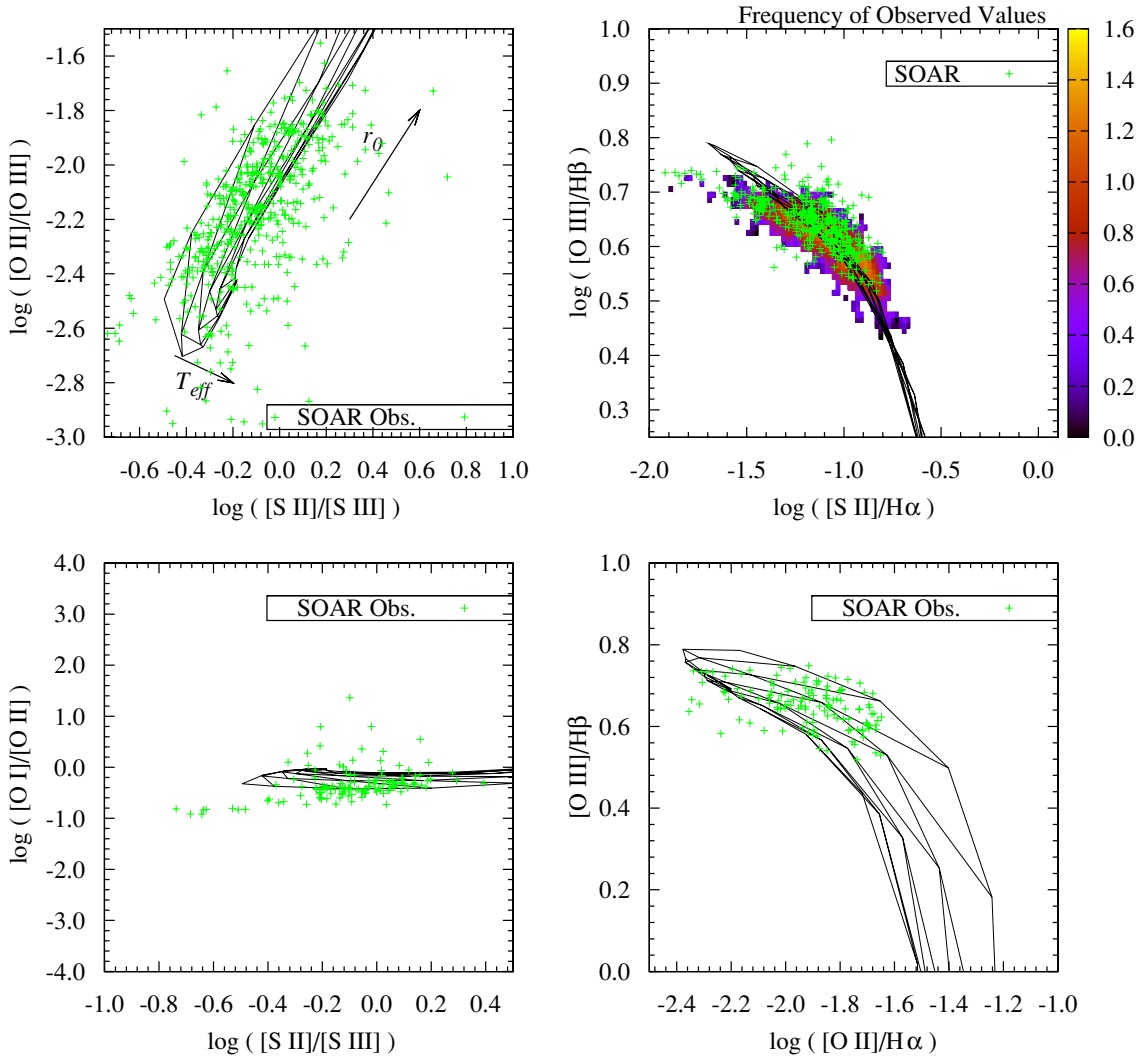 Frequency of Observed Values
-1.6
-1.8
-2.0
-2.2
-2.4
-2.6
-2.8
-3.0
log ( [O II]/[O III] )
r0
Teff
SOAR Obs.
-0.6 -0.4 -0.2 0.0 0.2 0.4 0.6 0.8 1.0
log ( [S II]/[S III] )
1.0
0.9
0.8
0.7
0.6
0.5
0.4
0.3
log ( [O III]/Hβ )
SOAR
-2.0 -1.5 -1.0 -0.5 0.0
log ( [S II]/Hα )
1.6
1.4
1.2
1.0
0.8
0.6
0.4
0.2
0.0
4.0
3.0
2.0
1.0
0.0
-1.0
-2.0
-3.0
-4.0
log ( [O I]/[O II] )
SOAR Obs.
-1.0 -0.8 -0.6 -0.4 -0.2 0.0 0.2 0.4
log ( [S II]/[S III] )
1.0
0.8
0.6
0.4
0.2
0.0
[O III]/Hβ
SOAR Obs.
-2.4 -2.2 -2.0 -1.8 -1.6 -1.4 -1.2 -1.0
log ( [O II]/Hα )